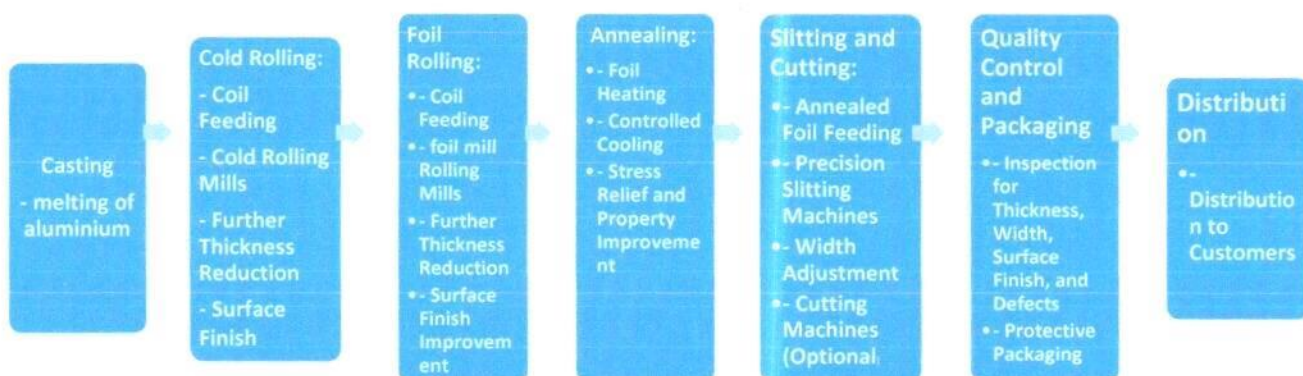 Casting
- melting of
aluminium
Cold Rolling:
- Coil
Feeding
- Cold Rolling
Mills
- Further
Thickness
Reduction
- Surface
Finish
Foil
Rolling:
•- Coil
Feeding
•- foil mill
Rolling
Mills
•- Further
Thickness
Reduction
•- Surface
Finish
Improvem
ent
Annealing:
•- Foil
Heating
•- Controlled
Cooling
•- Stress
Relief and
Property
Improveme
nt
Slitting and
Cutting:
•- Annealed
Foil Feeding
•- Precision
Slitting
Machines
•- Width
Adjustment
•- Cutting
Machines
(Optional
Quality
Control
and
Packaging
•- Inspection
for
Thickness,
Width,
Surface
Finish, and
Defects
•- Protective
Packaging
Distributi
on
•-
Distributio
n to
Customers